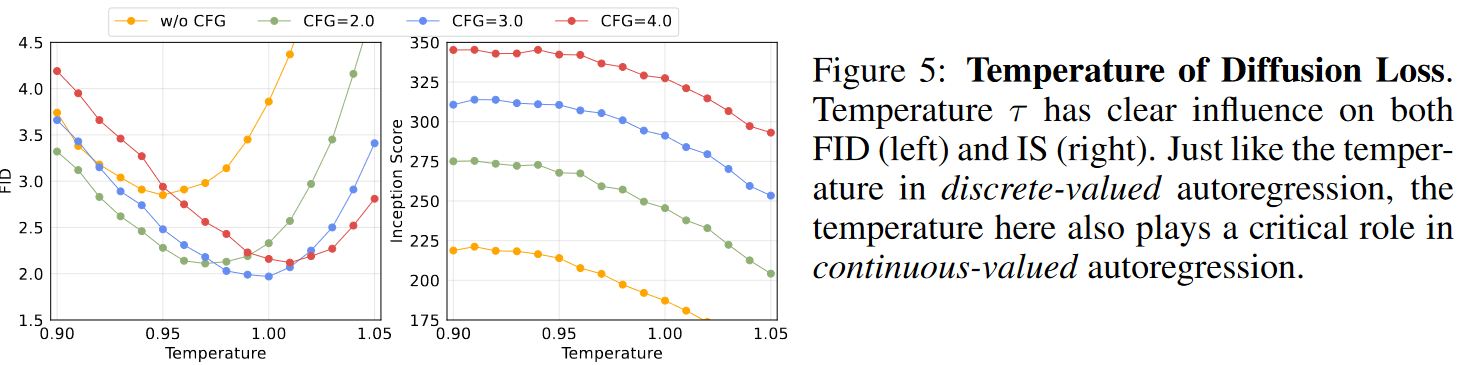 w/o CFG CFG=2.0 CFG=3.0 CFG=4.0
4.5
4.0
3.5
3.0
2.5
2.0
1.5
FID
0.90 0.95 1.00 1.05
Temperature
350
325
300
275
250
225
200
175
Inception Score
0.90 0.95 1.00 1.05
Temperature
Figure 5: Temperature of Diffusion Loss.
Temperature τ has clear influence on both
FID (left) and IS (right). Just like the temper-
ature in discrete-valued autoregression, the
temperature here also plays a critical role in
continuous-valued autoregression.